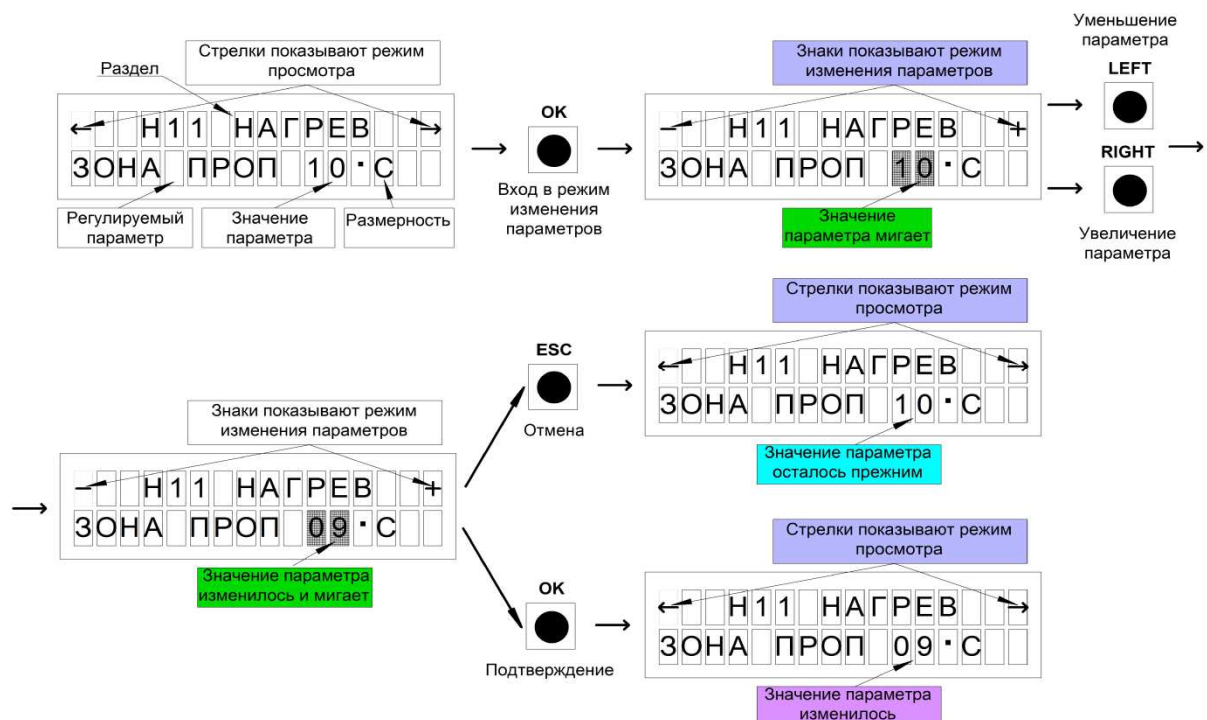 Стрелки показывают режим
просмотра
Раздел
← Н11 НАГРЕВ →
ЗОНА ПРОП 10·С
Регулируемый
параметр
Значение
параметра
Размерность
OK
Вход в режим
изменения
параметров
Знаки показывают режим
изменения параметров
− Н11 НАГРЕВ +
ЗОНА ПРОП 10·С
Значение
параметра мигает
Уменьшение
параметра
LEFT
RIGHT
Увеличение
параметра
Знаки показывают режим
изменения параметров
− Н11 НАГРЕВ +
ЗОНА ПРОП 09·С
Значение параметра
изменилось и мигает
ESC
Отмена
Стрелки показывают режим
просмотра
← Н11 НАГРЕВ →
ЗОНА ПРОП 10·С
Значение параметра
осталось прежним
OK
Подтверждение
Стрелки показывают режим
просмотра
← Н11 НАГРЕВ →
ЗОНА ПРОП 09·С
Значение параметра
изменилось